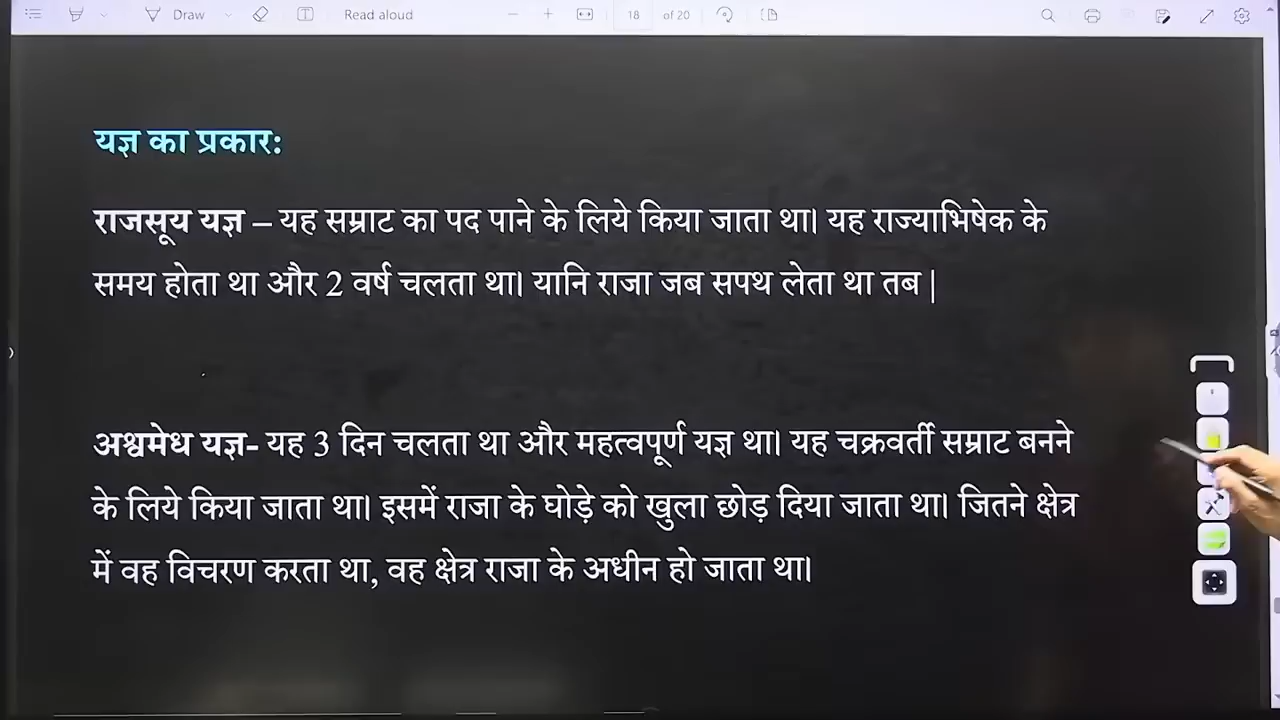 Draw
Read aloud
18 of 20
यज्ञ का प्रकार:
राजसूय यज्ञ – यह सम्राट का पद पाने के लिये किया जाता था। यह राज्याभिषेक के
समय होता था और 2 वर्ष चलता था। यानि राजा जब सपथ लेता था तब |
अश्वमेध यज्ञ- यह 3 दिन चलता था और महत्वपूर्ण यज्ञ था। यह चक्रवर्ती सम्राट बनने
के लिये किया जाता था। इसमें राजा के घोड़े को खुला छोड़ दिया जाता था। जितने क्षेत्र
में वह विचरण करता था, वह क्षेत्र राजा के अधीन हो जाता था।